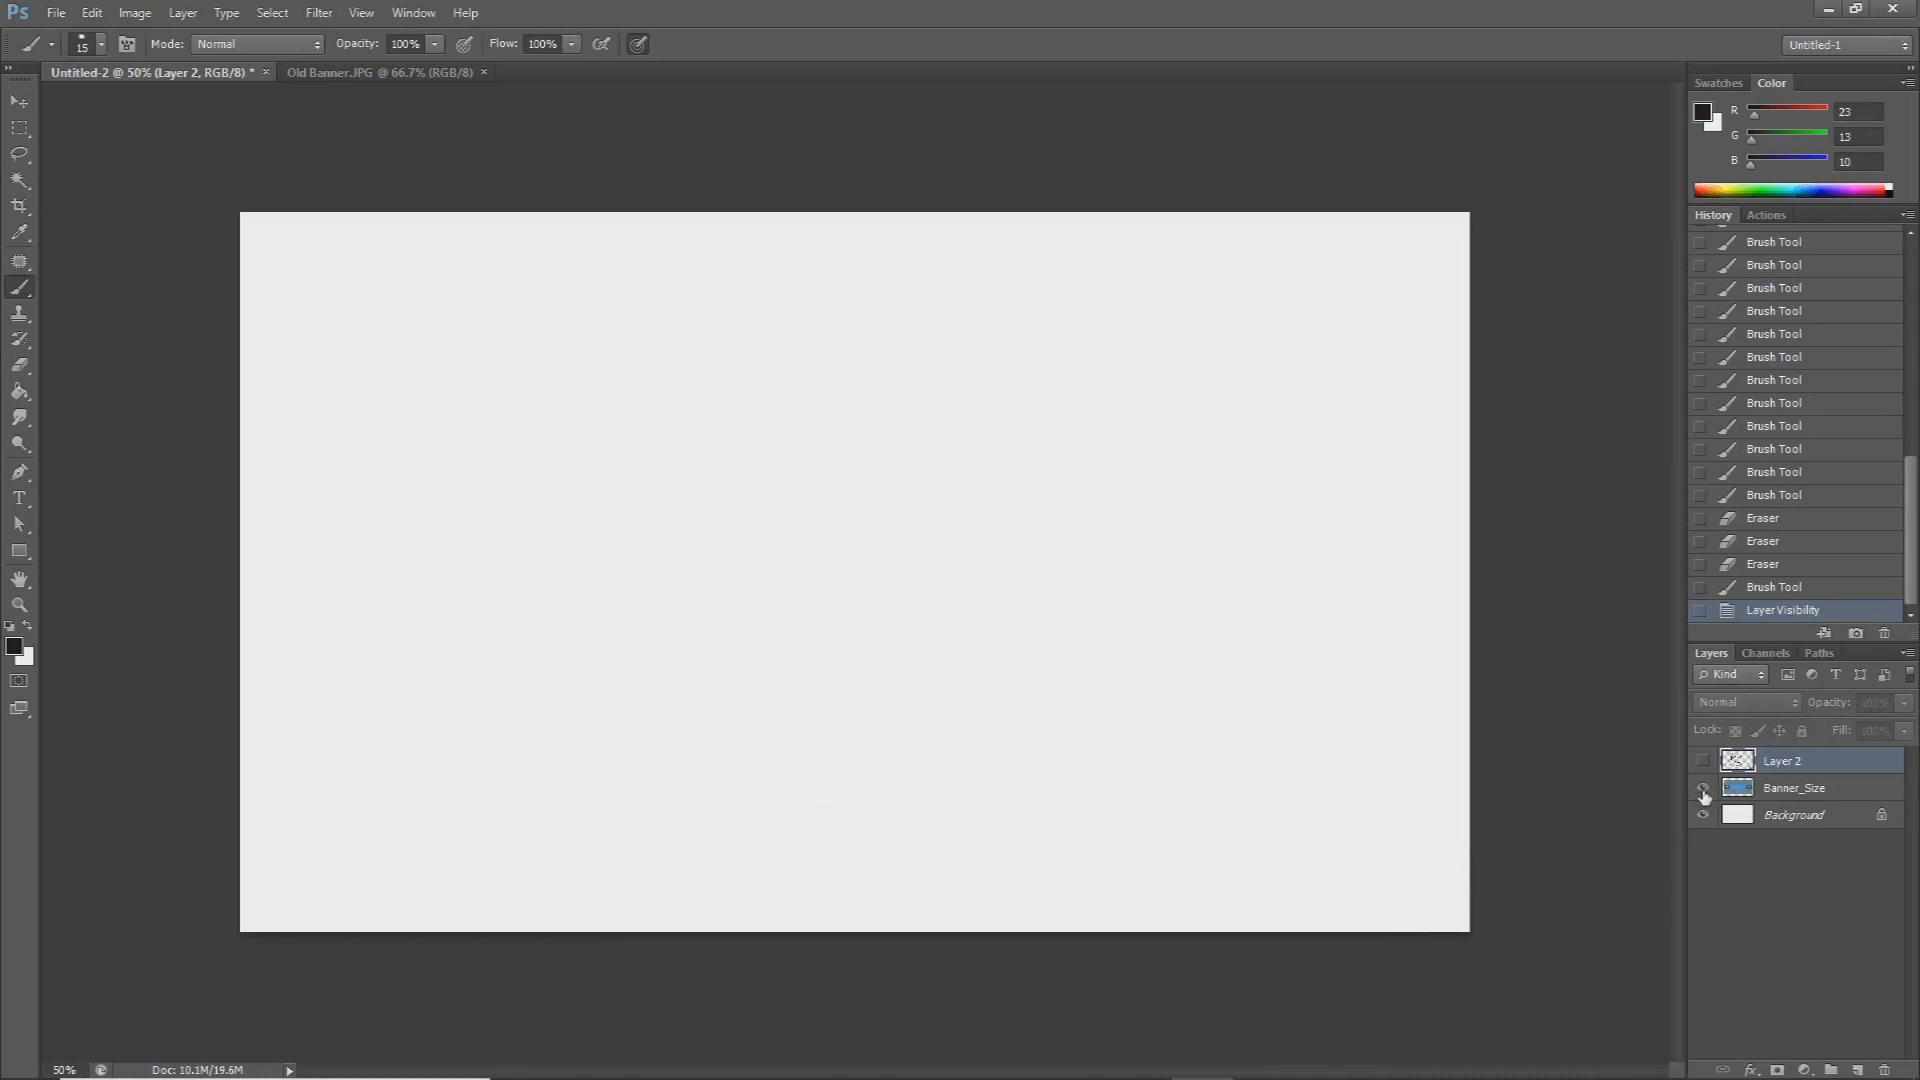 Ps File Edit Image Layer Type Select Filter View Window Help
15 Mode: Normal Opacity: 100% Flow: 100% Untitled-1
Untitled-2 @ 50% (Layer 2, RGB/8) * × Old Banner.JPG @ 66.7% (RGB/8) ×
Swatches Color
R 23
G 13
B 10
History Actions
Brush Tool
Brush Tool
Brush Tool
Brush Tool
Brush Tool
Brush Tool
Brush Tool
Brush Tool
Brush Tool
Brush Tool
Brush Tool
Brush Tool
Eraser
Eraser
Eraser
Brush Tool
Layer Visibility
Layers Channels Paths
Kind
Normal Opacity: 100%
Lock: Fill: 100%
Layer 2
Banner_Size
Background
50% Doc: 10.1M/19.6M